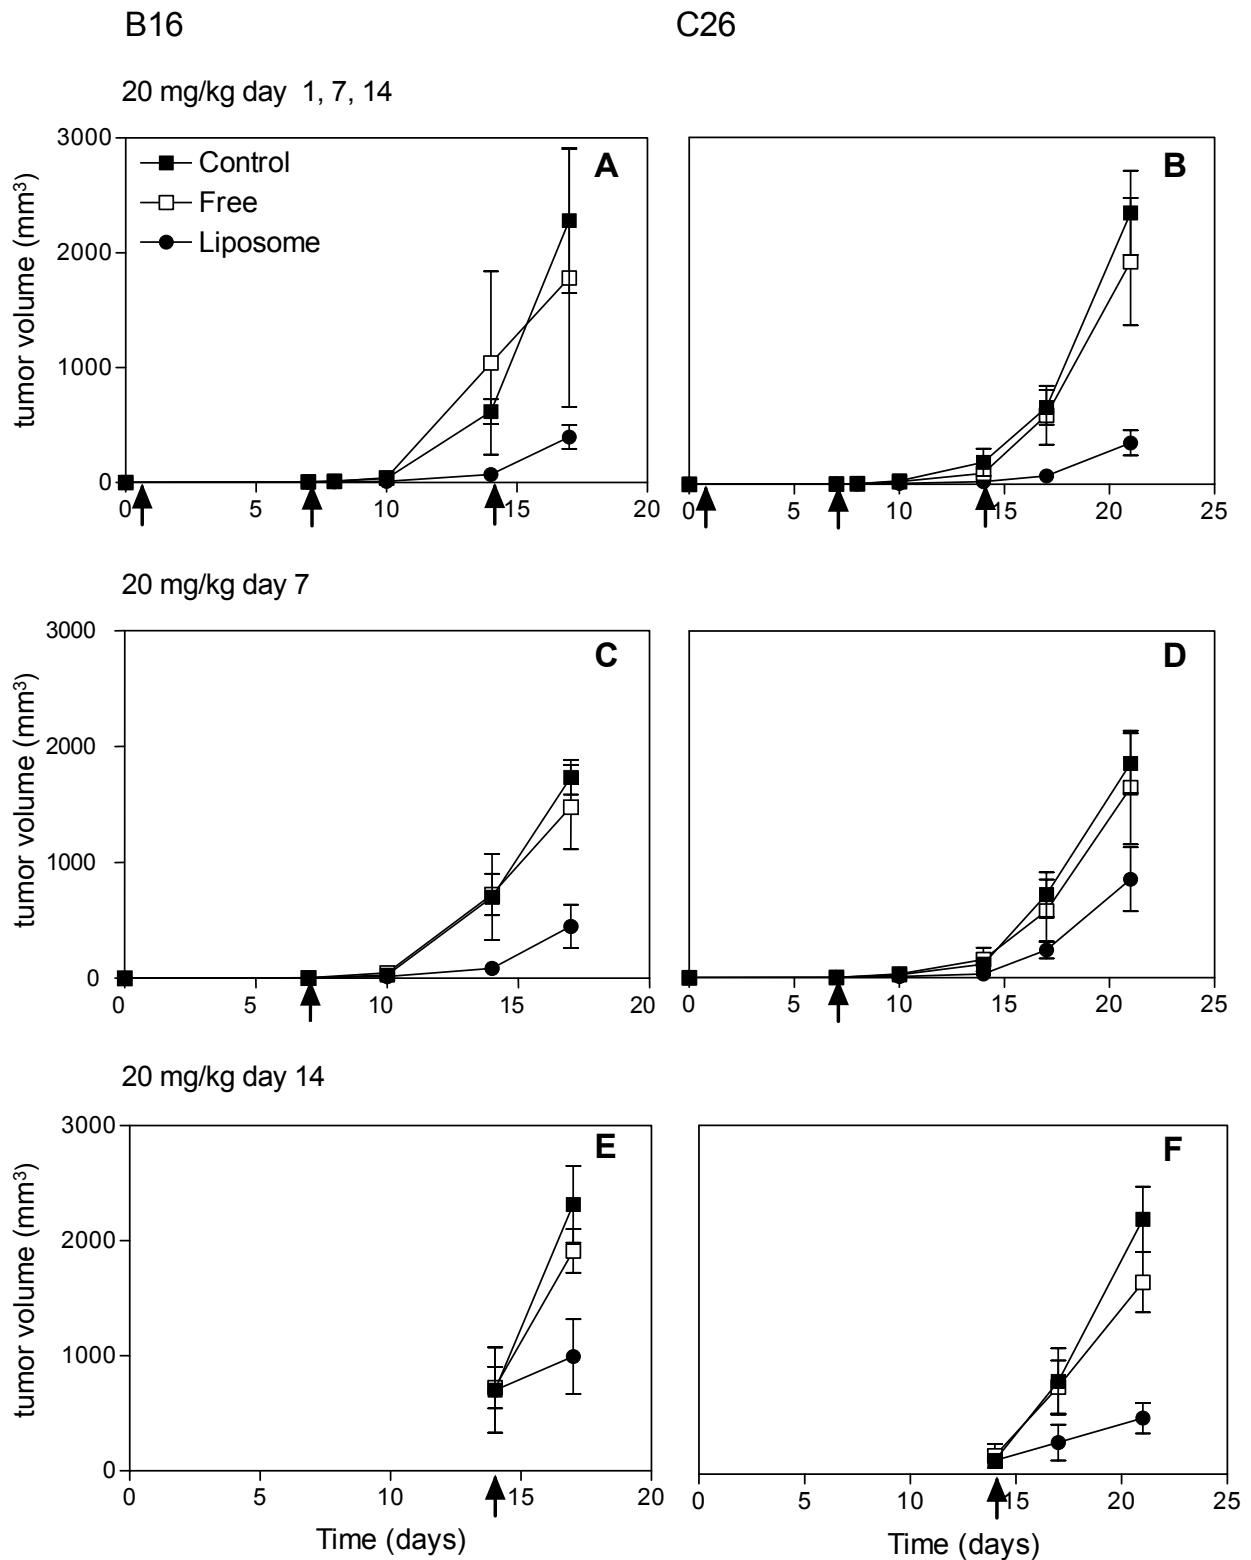 B16 C26
20 mg/kg day 1, 7, 14
A B
Control
Free
Liposome
tumor volume (mm³)
3000
2000
1000
0
0 5 10 15 20
0 5 10 15 20 25
20 mg/kg day 7
C D
tumor volume (mm³)
3000
2000
1000
0
0 5 10 15 20
0 5 10 15 20 25
20 mg/kg day 14
E F
tumor volume (mm³)
3000
2000
1000
0
0 5 10 15 20
0 5 10 15 20 25
Time (days) Time (days)